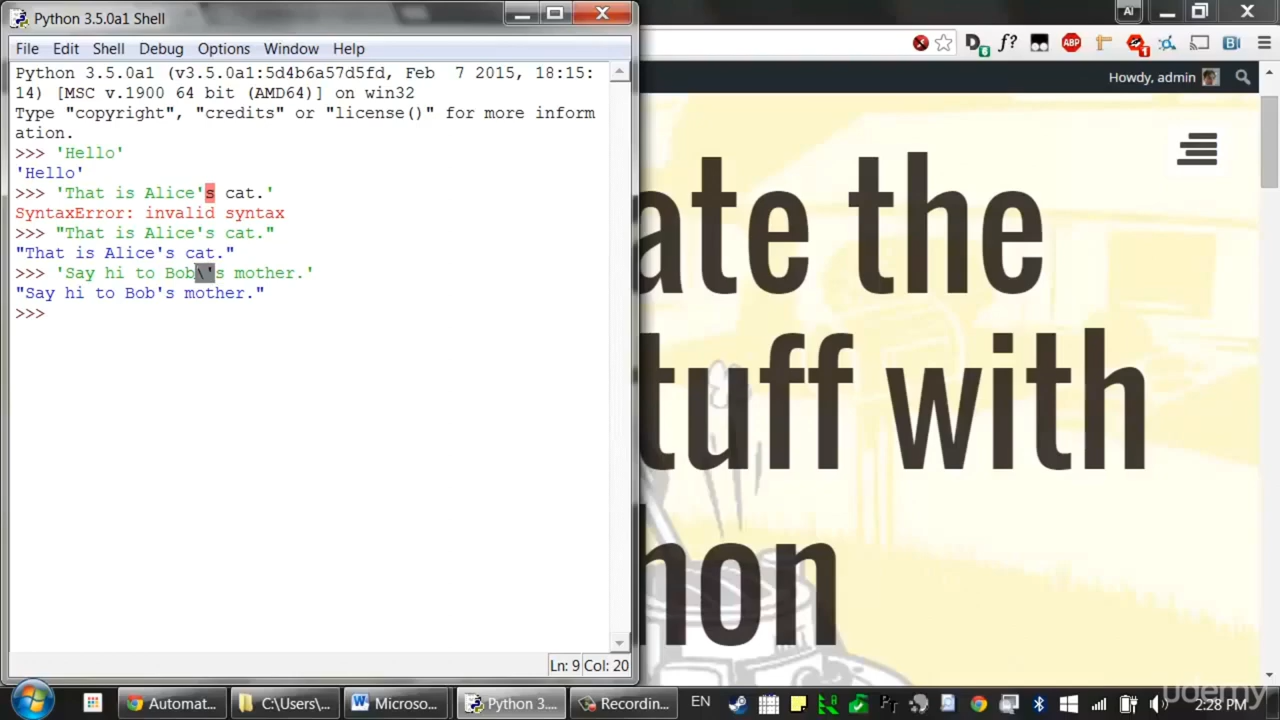 Python 3.5.0a1 Shell
File Edit Shell Debug Options Window Help
Python 3.5.0a1 (v3.5.0a1:5d4b6a57d5fd, Feb  7 2015, 18:15:
14) [MSC v.1900 64 bit (AMD64)] on win32
Type "copyright", "credits" or "license()" for more inform
ation.
>>> 'Hello'
'Hello'
>>> 'That is Alice's cat.'
SyntaxError: invalid syntax
>>> "That is Alice's cat."
"That is Alice's cat."
>>> 'Say hi to Bob\'s mother.'
"Say hi to Bob's mother."
>>>
Ln: 9 Col: 20
AI
D 6 f? ABP 1 B
Howdy, admin
ate the
tuff with
hon
Automat...
C:\Users\...
Microso...
Python 3....
Recordin...
EN
2:28 PM
udemy